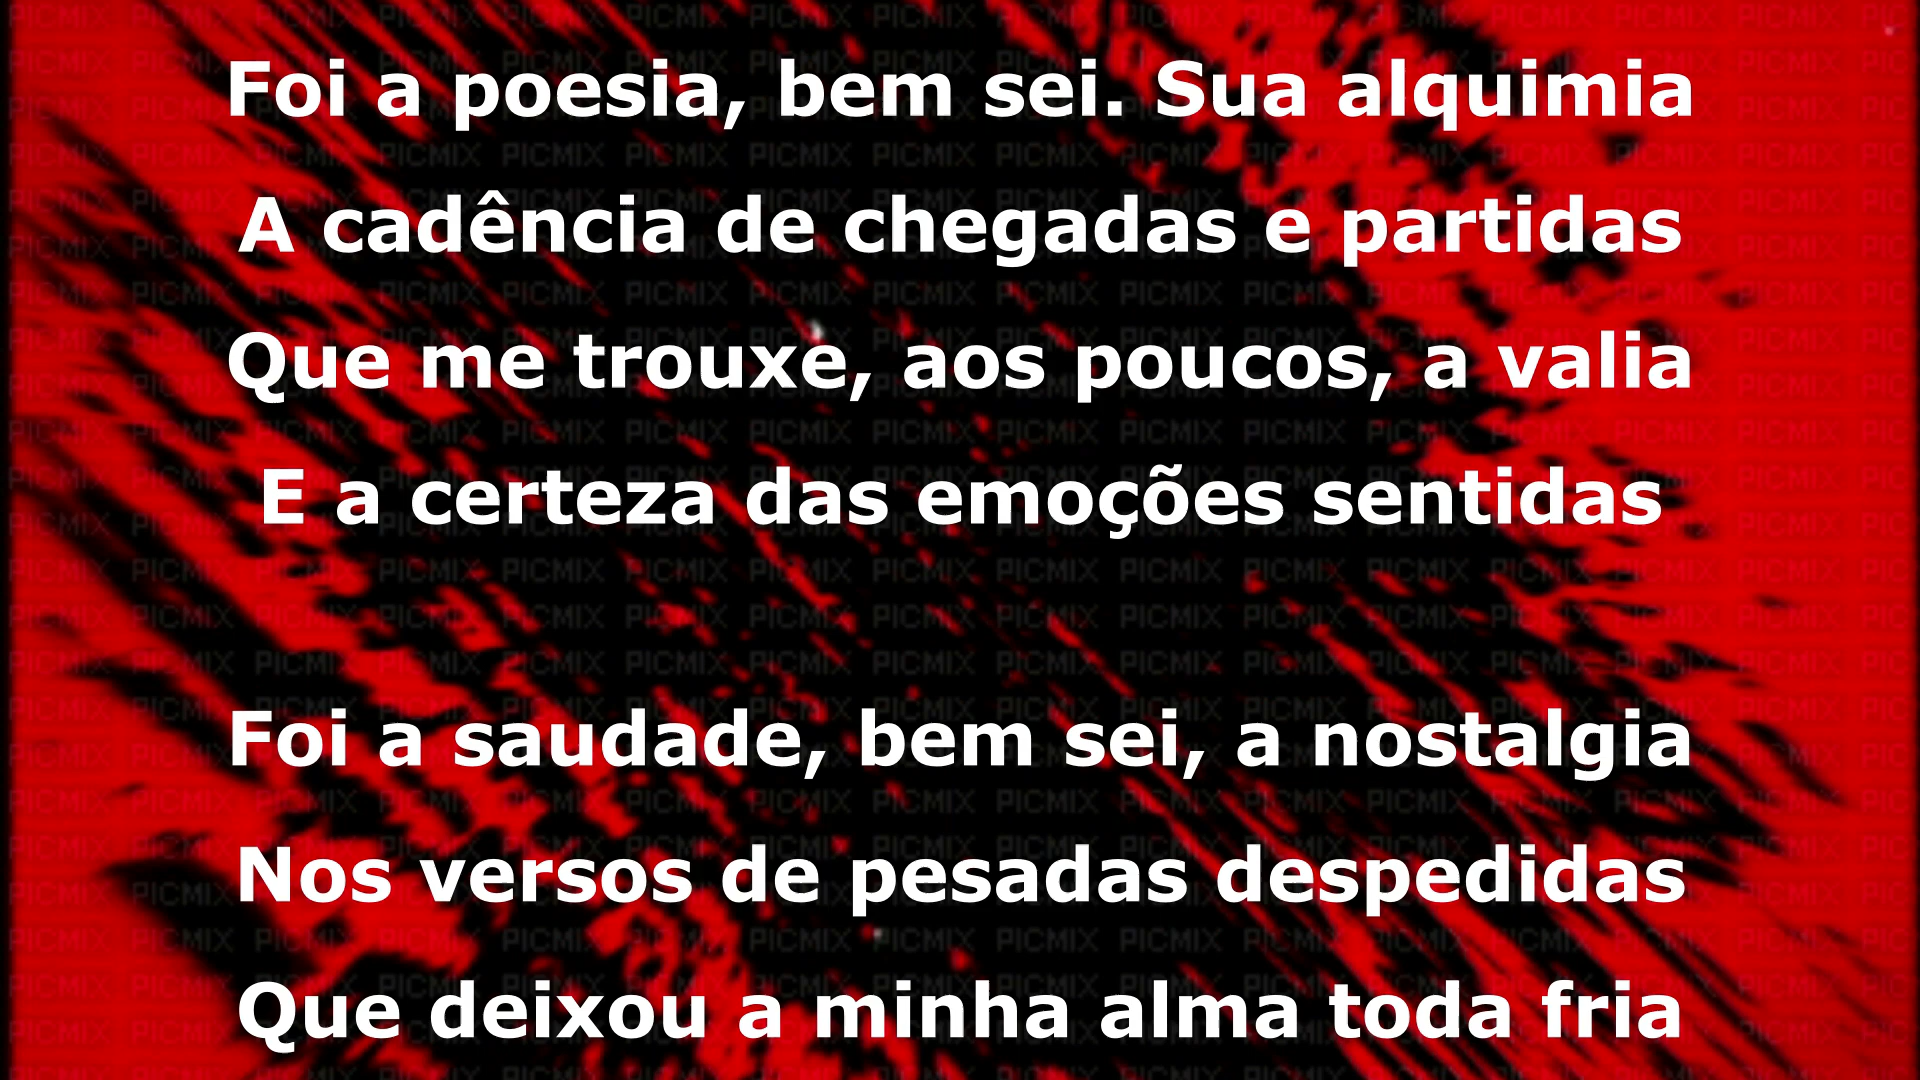 Foi a poesia, bem sei. Sua alquimia
A cadência de chegadas e partidas
Que me trouxe, aos poucos, a valia
E a certeza das emoções sentidas
Foi a saudade, bem sei, a nostalgia
Nos versos de pesadas despedidas
Que deixou a minha alma toda fria
PICMIX